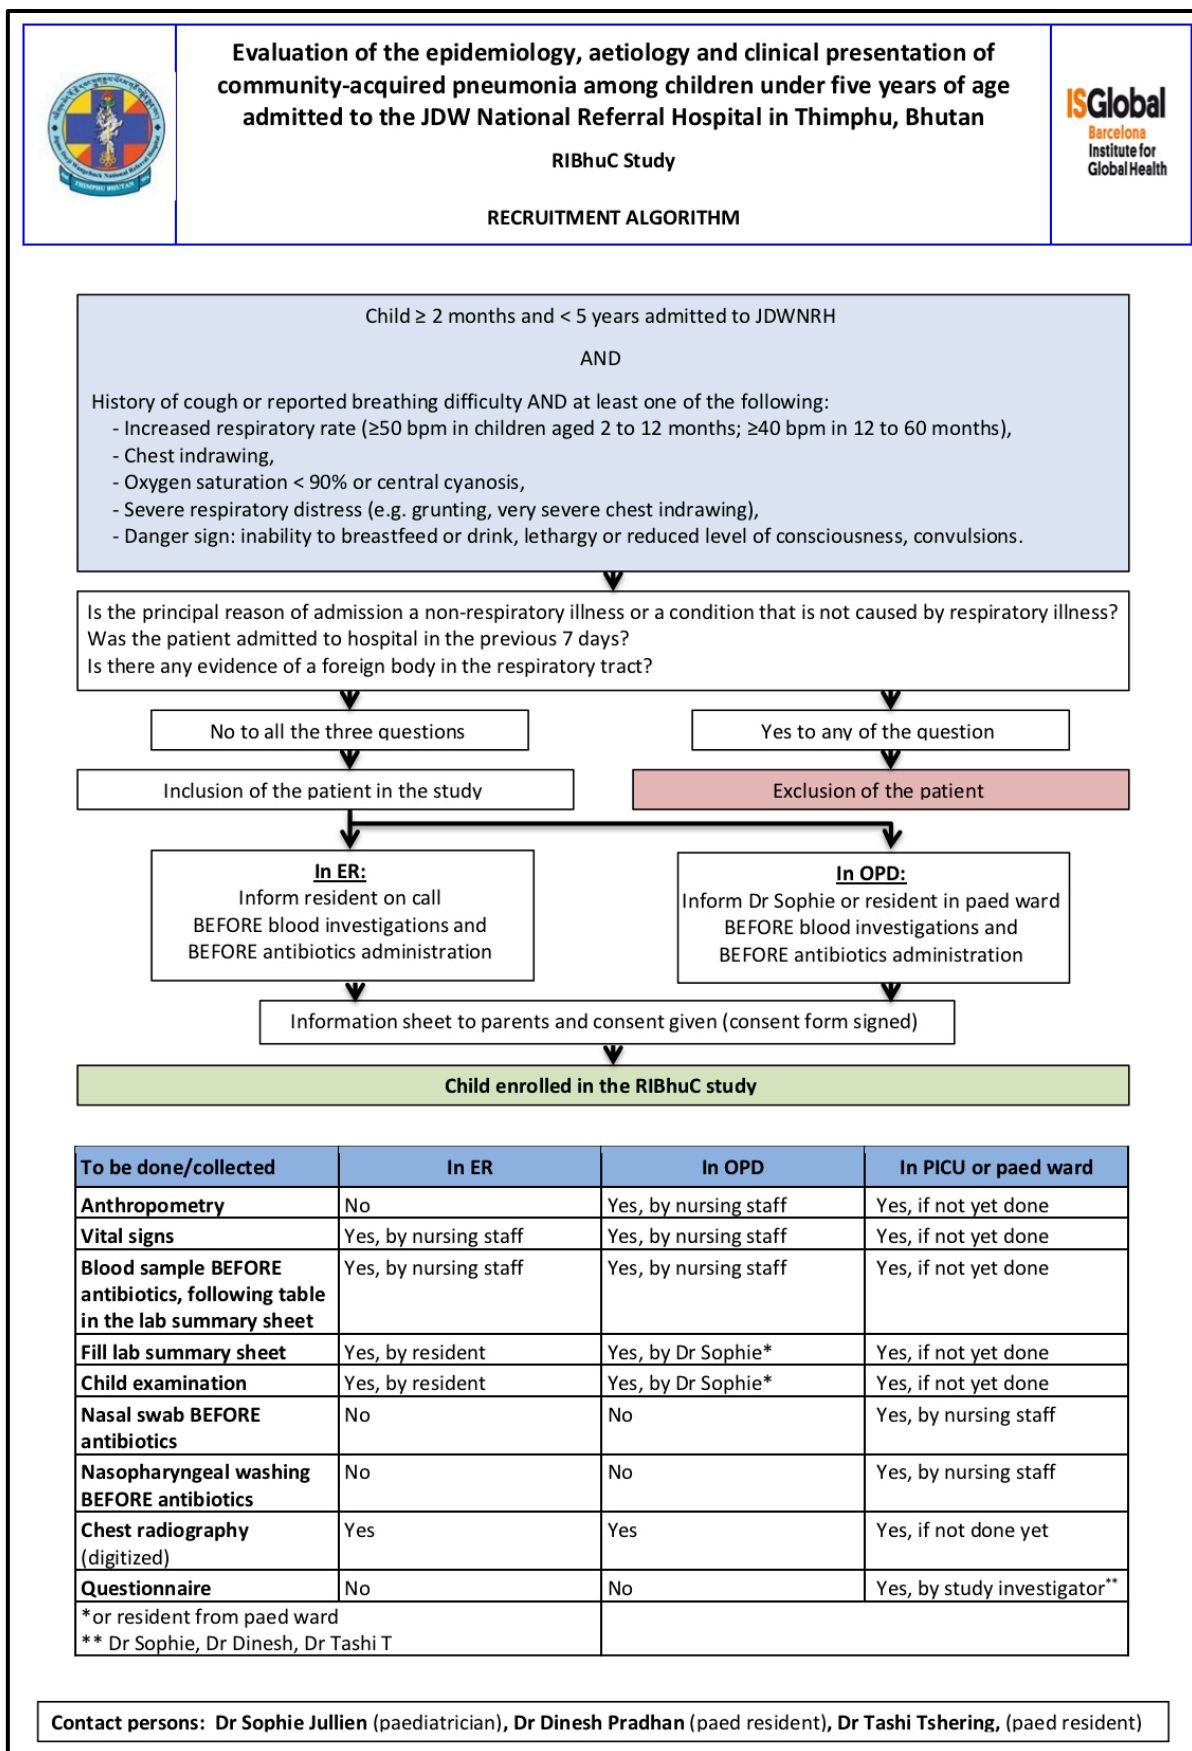 Evaluation of the epidemiology, aetiology and clinical presentation of
community-acquired pneumonia among children under five years of age
admitted to the JDW National Referral Hospital in Thimphu, Bhutan
RIBhuC Study
RECRUITMENT ALGORITHM
THIMPHU BHUTAN
ISGlobal
Barcelona
Institute for
Global Health
Child ≥ 2 months and < 5 years admitted to JDWNRH
AND
History of cough or reported breathing difficulty AND at least one of the following:
- Increased respiratory rate (≥50 bpm in children aged 2 to 12 months; ≥40 bpm in 12 to 60 months),
- Chest indrawing,
- Oxygen saturation < 90% or central cyanosis,
- Severe respiratory distress (e.g. grunting, very severe chest indrawing),
- Danger sign: inability to breastfeed or drink, lethargy or reduced level of consciousness, convulsions.
Is the principal reason of admission a non-respiratory illness or a condition that is not caused by respiratory illness?
Was the patient admitted to hospital in the previous 7 days?
Is there any evidence of a foreign body in the respiratory tract?
No to all the three questions
Yes to any of the question
Inclusion of the patient in the study
Exclusion of the patient
In ER:
Inform resident on call
BEFORE blood investigations and
BEFORE antibiotics administration
In OPD:
Inform Dr Sophie or resident in paed ward
BEFORE blood investigations and
BEFORE antibiotics administration
Information sheet to parents and consent given (consent form signed)
Child enrolled in the RIBhuC study
To be done/collected In ER In OPD In PICU or paed ward
Anthropometry No Yes, by nursing staff Yes, if not yet done
Vital signs Yes, by nursing staff Yes, by nursing staff Yes, if not yet done
Blood sample BEFORE Yes, by nursing staff Yes, by nursing staff Yes, if not yet done
antibiotics, following table
in the lab summary sheet
Fill lab summary sheet Yes, by resident Yes, by Dr Sophie* Yes, if not yet done
Child examination Yes, by resident Yes, by Dr Sophie* Yes, if not yet done
Nasal swab BEFORE No No Yes, by nursing staff
antibiotics
Nasopharyngeal washing No No Yes, by nursing staff
BEFORE antibiotics
Chest radiography Yes Yes Yes, if not done yet
(digitized)
Questionnaire No No Yes, by study investigator**
*or resident from paed ward
** Dr Sophie, Dr Dinesh, Dr Tashi T
Contact persons: Dr Sophie Jullien (paediatrician), Dr Dinesh Pradhan (paed resident), Dr Tashi Tshering, (paed resident)